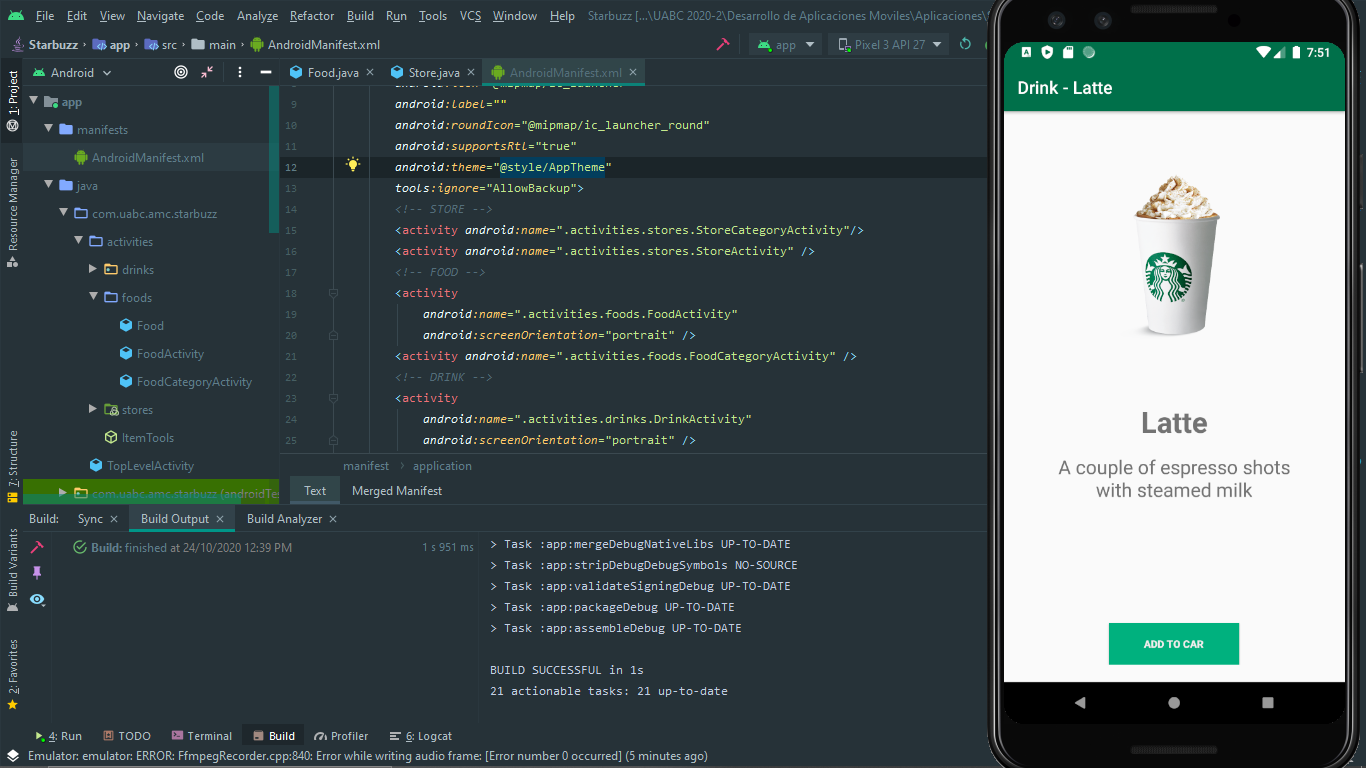 File Edit View Navigate Code Analyze Refactor Build Run Tools VCS Window Help Starbuzz [...\UABC 2020-2\Desarrollo de Aplicaciones Moviles\Aplicaciones\
Starbuzz app src main AndroidManifest.xml app Pixel 3 API 27
Android
Food.java Store.java AndroidManifest.xml
1: Project
Resource Manager
7: Structure
Build Variants
2: Favorites
app
manifests
AndroidManifest.xml
java
com.uabc.amc.starbuzz
activities
drinks
foods
Food
FoodActivity
FoodCategoryActivity
stores
ItemTools
TopLevelActivity
com.uabc.amc.starbuzz (androidTe
9 android:label=""
10 android:roundIcon="@mipmap/ic_launcher_round"
11 android:supportsRtl="true"
12 android:theme="@style/AppTheme"
13 tools:ignore="AllowBackup">
14 <!-- STORE -->
15 <activity android:name=".activities.stores.StoreCategoryActivity"/>
16 <activity android:name=".activities.stores.StoreActivity" />
17 <!-- FOOD -->
18 <activity
19 android:name=".activities.foods.FoodActivity"
20 android:screenOrientation="portrait" />
21 <activity android:name=".activities.foods.FoodCategoryActivity" />
22 <!-- DRINK -->
23 <activity
24 android:name=".activities.drinks.DrinkActivity"
25 android:screenOrientation="portrait" />
manifest application
Text Merged Manifest
Build: Sync Build Output Build Analyzer
Build: finished at 24/10/2020 12:39 PM 1 s 951 ms
> Task :app:mergeDebugNativeLibs UP-TO-DATE
> Task :app:stripDebugDebugSymbols NO-SOURCE
> Task :app:validateSigningDebug UP-TO-DATE
> Task :app:packageDebug UP-TO-DATE
> Task :app:assembleDebug UP-TO-DATE
BUILD SUCCESSFUL in 1s
21 actionable tasks: 21 up-to-date
4: Run TODO Terminal Build Profiler 6: Logcat
Emulator: emulator: ERROR: FfmpegRecorder.cpp:840: Error while writing audio frame: [Error number 0 occurred] (5 minutes ago)
7:51
Drink - Latte
Latte
A couple of espresso shots
with steamed milk
ADD TO CAR